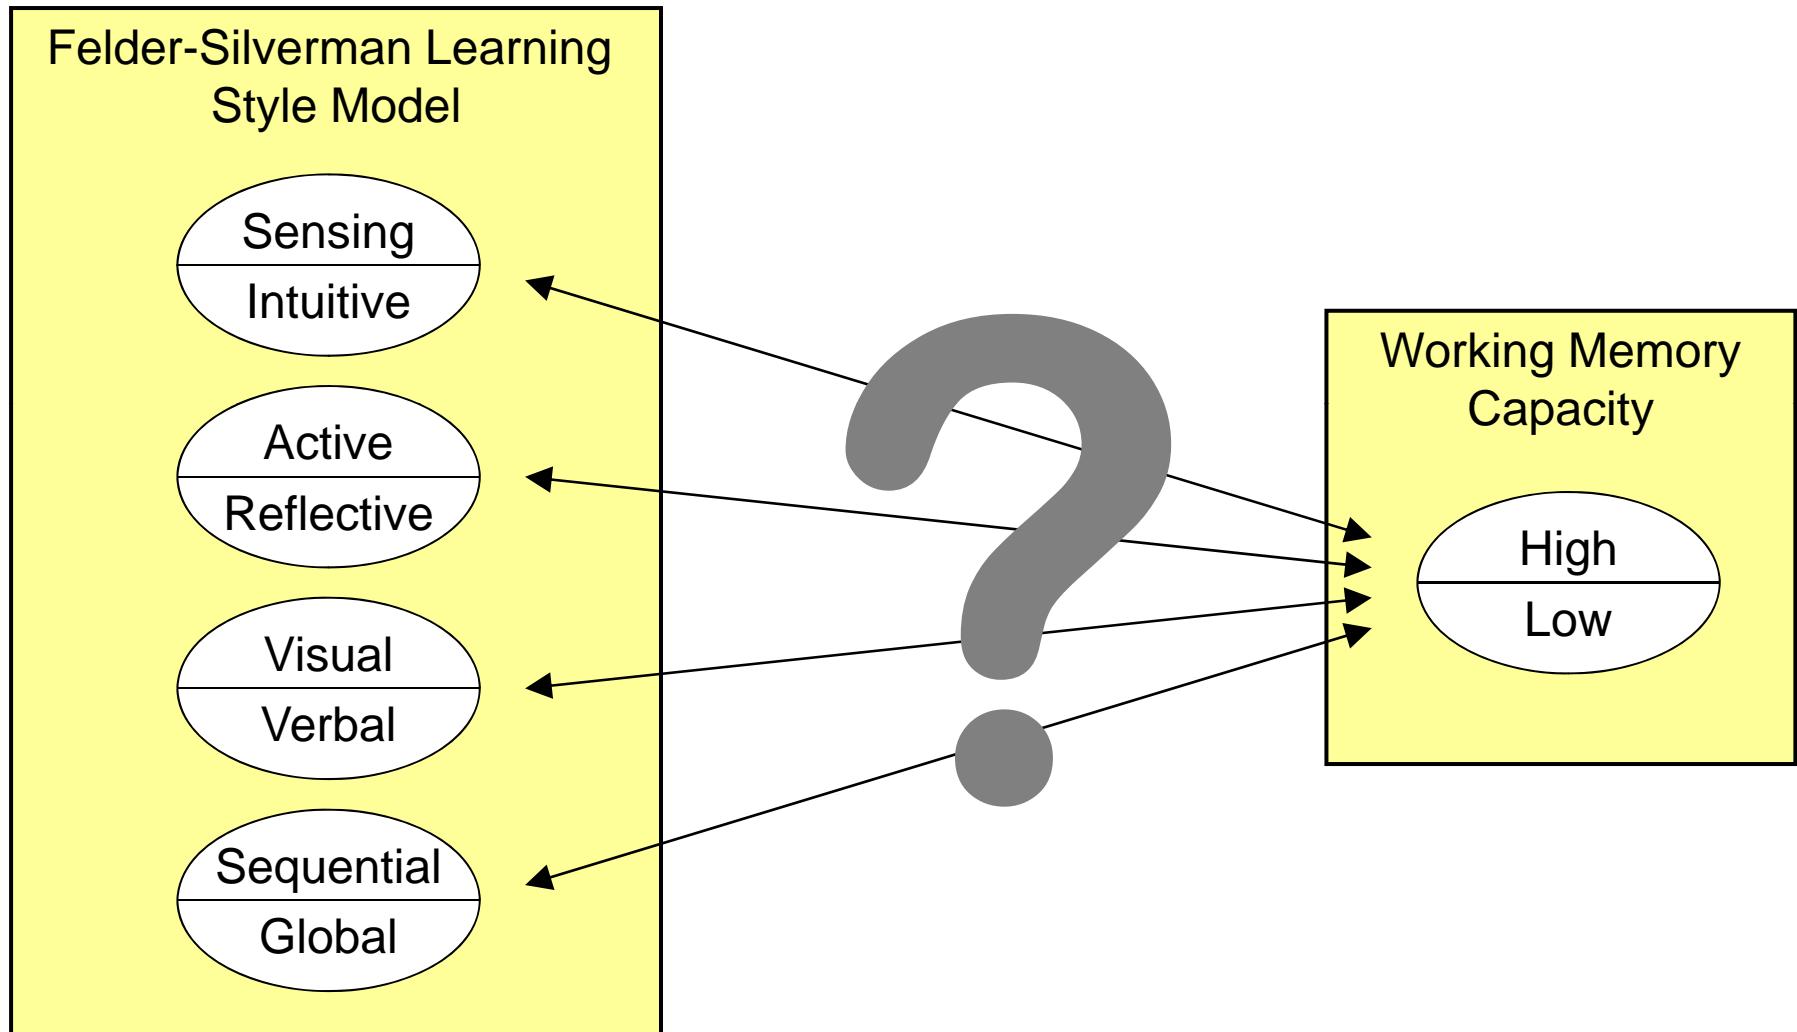 Felder-Silverman Learning
Style Model
Sensing
Intuitive
Active
Reflective
Visual
Verbal
Sequential
Global
?
Working Memory
Capacity
High
Low